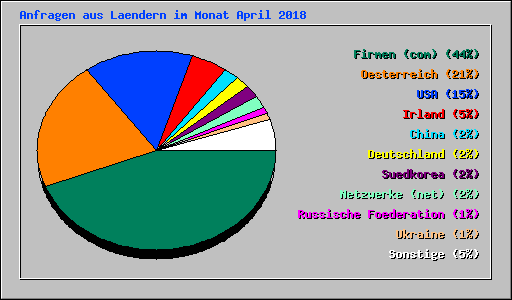 Anfragen aus Laendern im Monat April 2018
Firmen (com) (44%)
Oesterreich (21%)
USA (15%)
Irland (5%)
China (2%)
Deutschland (2%)
Suedkorea (2%)
Netzwerke (net) (2%)
Russische Foederation (1%)
Ukraine (1%)
Sonstige (5%)